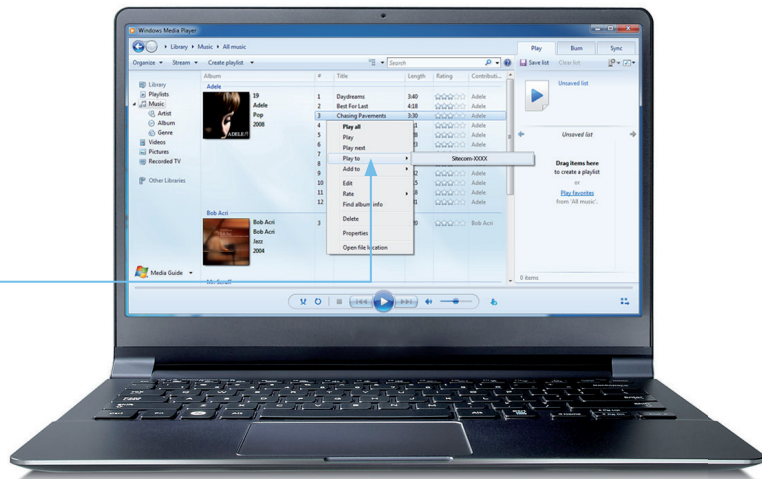 Windows Media Player
Library ▸ Music ▸ All music
Play Burn Sync
Organize Stream Create playlist Search Save list Clear list
Album # Title Length Rating Contributi...
Library
Playlists
Music
Artist
Album
Genre
Videos
Pictures
Recorded TV
Other Libraries
Adele
ADELE
19
Adele
Pop
2008
1 Daydreams 3:40 Adele
2 Best For Last 4:18 Adele
3 Chasing Pavements 3:30 Adele
4 Adele
5 Adele
6 Adele
7
8
9 Adele
10 Adele
11 Adele
12 Adele
Play all
Play
Play next
Play to
Sitecom-XXXX
Add to
Edit
Rate
Find album info
Delete
Properties
Open file location
Bob Acri
Bob Acri
Bob Acri
Jazz
2004
3 Bob Acri
Mr. Scruff
Unsaved list
Unsaved list
Drag items here
to create a playlist
or
Play favorites
from 'All music'.
0 items
Media Guide